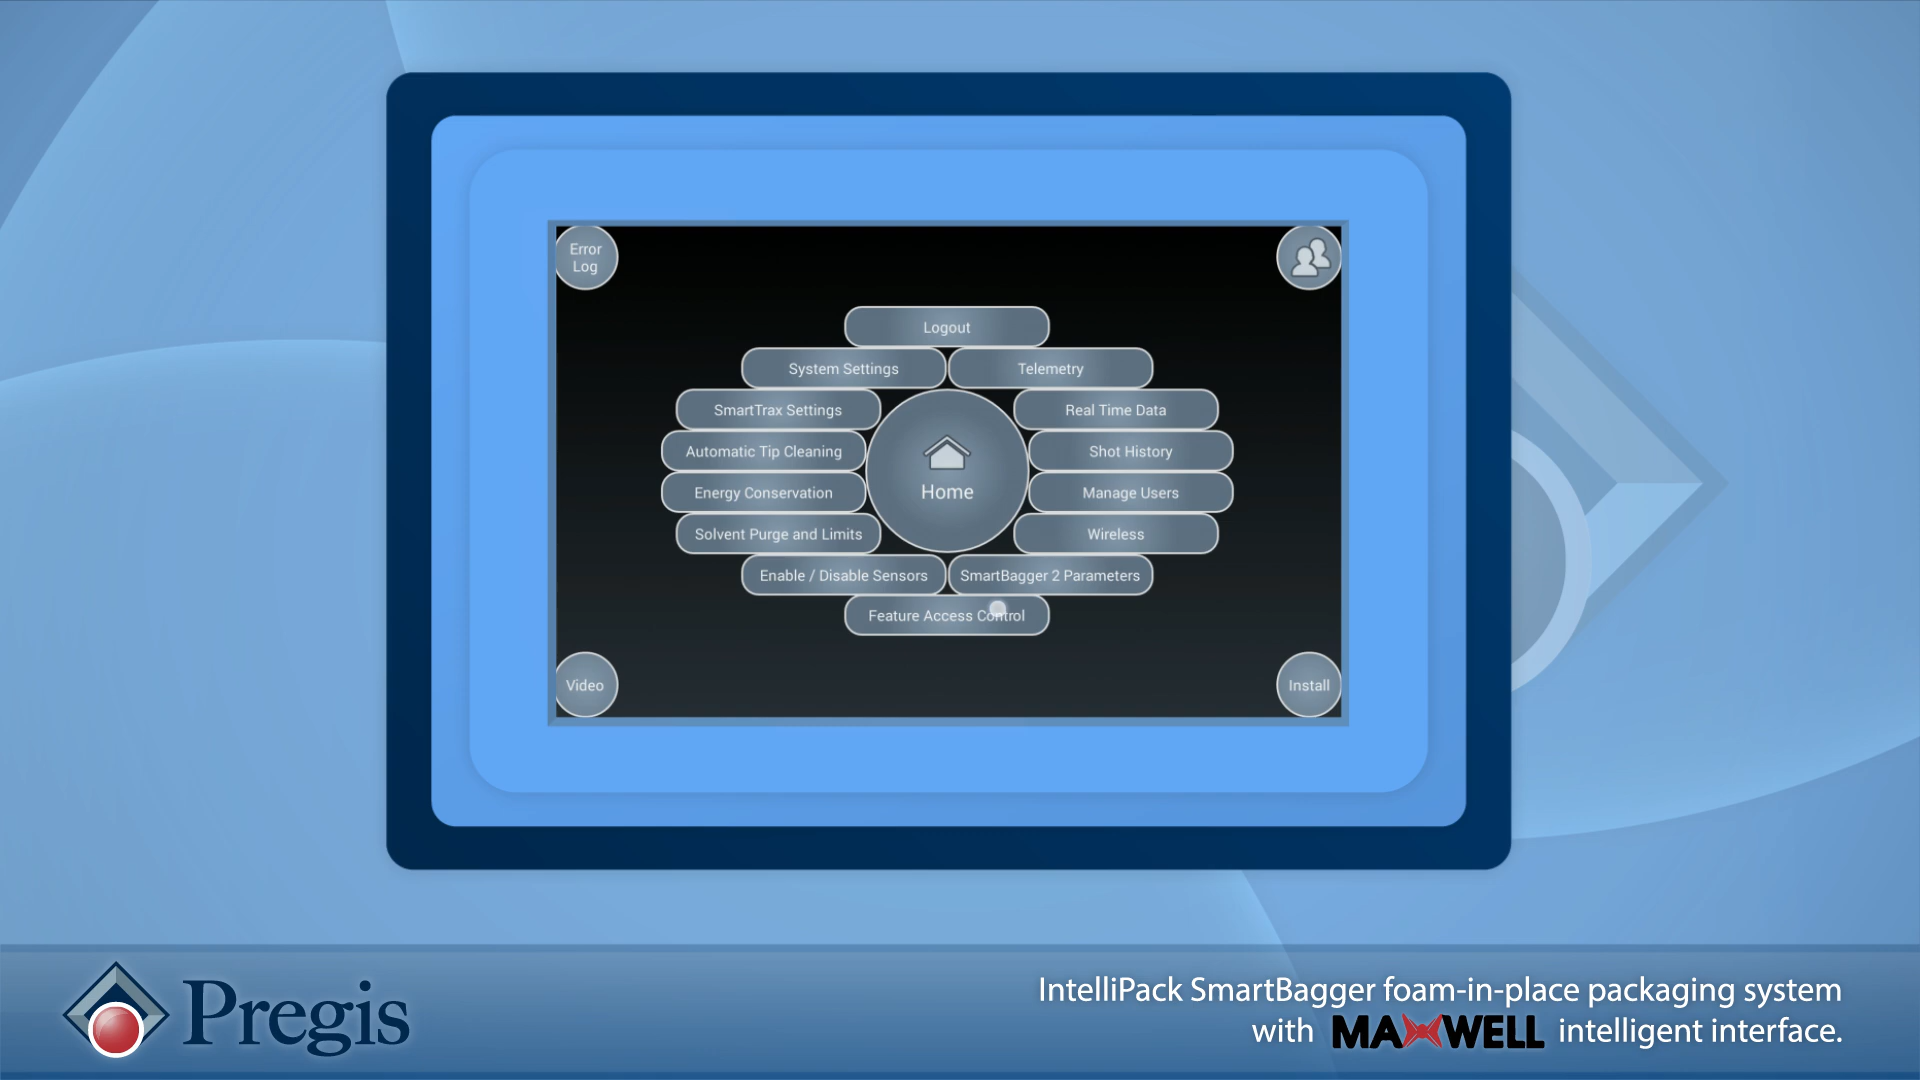 Error
Log
Logout
System Settings
Telemetry
SmartTrax Settings
Real Time Data
Automatic Tip Cleaning
Shot History
Home
Energy Conservation
Manage Users
Solvent Purge and Limits
Wireless
Enable / Disable Sensors
SmartBagger 2 Parameters
Feature Access Control
Video
Install
Pregis
IntelliPack SmartBagger foam-in-place packaging system
with MAXWELL intelligent interface.